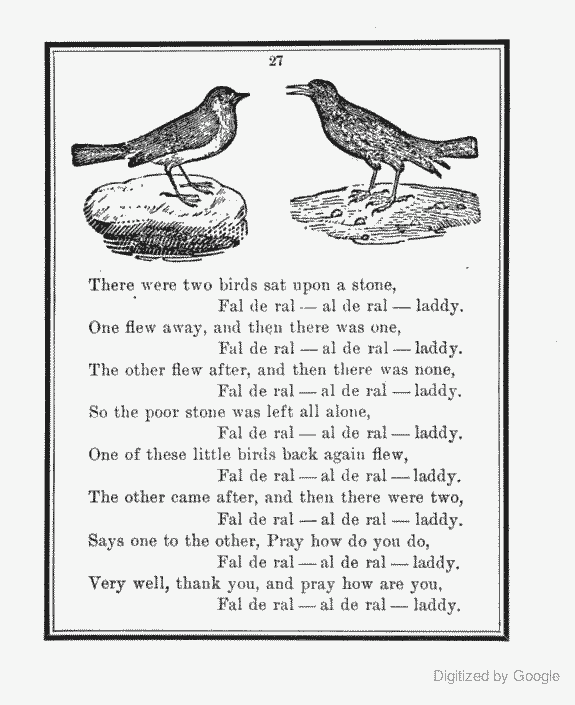 27
There were two birds sat upon a stone,
Fal de ral — al de ral — laddy.
One flew away, and then there was one,
Fal de ral — al de ral — laddy.
The other flew after, and then there was none,
Fal de ral — al de ral — laddy.
So the poor stone was left all alone,
Fal de ral — al de ral — laddy.
One of these little birds back again flew,
Fal de ral — al de ral — laddy.
The other came after, and then there were two,
Fal de ral — al de ral — laddy.
Says one to the other, Pray how do you do,
Fal de ral — al de ral — laddy.
Very well, thank you, and pray how are you,
Fal de ral — al de ral — laddy.
Digitized by Google